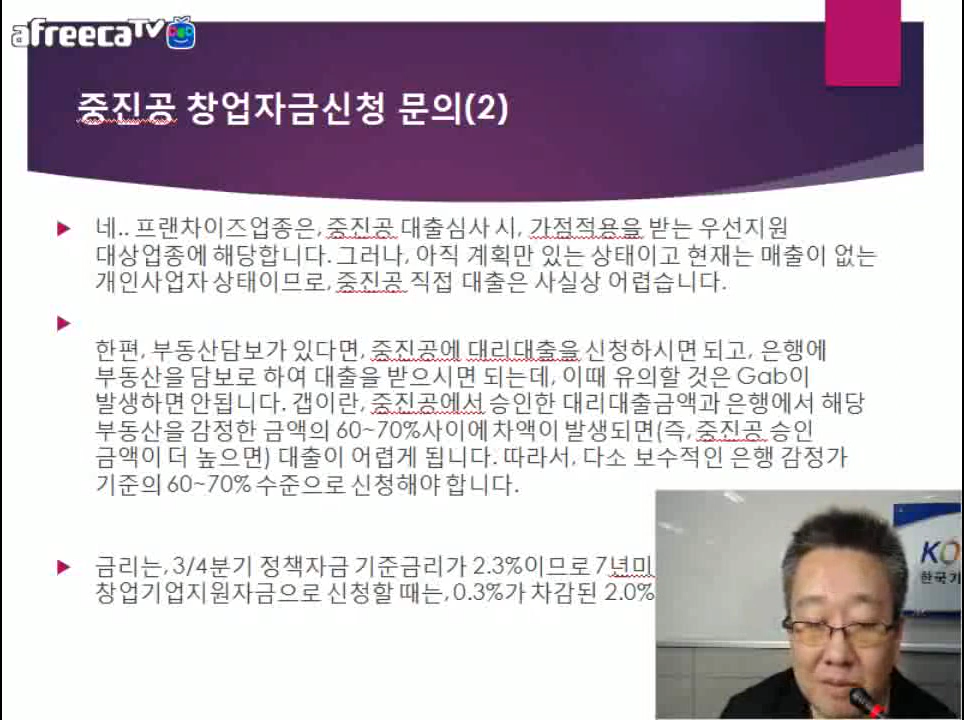 afreecaTV
중진공 창업자금신청 문의(2)
네.. 프랜차이즈업종은, 중진공 대출심사 시, 가점적용을 받는 우선지원
대상업종에 해당합니다. 그러나, 아직 계획만 있는 상태이고 현재는 매출이 없는
개인사업자 상태이므로, 중진공 직접 대출은 사실상 어렵습니다.
한편, 부동산담보가 있다면, 중진공에 대리대출을 신청하시면 되고, 은행에
부동산을 담보로 하여 대출을 받으시면 되는데, 이때 유의할 것은 Gab이
발생하면 안됩니다. 갭이란, 중진공에서 승인한 대리대출금액과 은행에서 해당
부동산을 감정한 금액의 60~70%사이에 차액이 발생되면(즉, 중진공 승인
금액이 더 높으면) 대출이 어렵게 됩니다. 따라서, 다소 보수적인 은행 감정가
기준의 60~70% 수준으로 신청해야 합니다.
금리는, 3/4분기 정책자금 기준금리가 2.3%이므로 7년미
창업기업지원자금으로 신청할 때는, 0.3%가 차감된 2.0%
KO
한국기